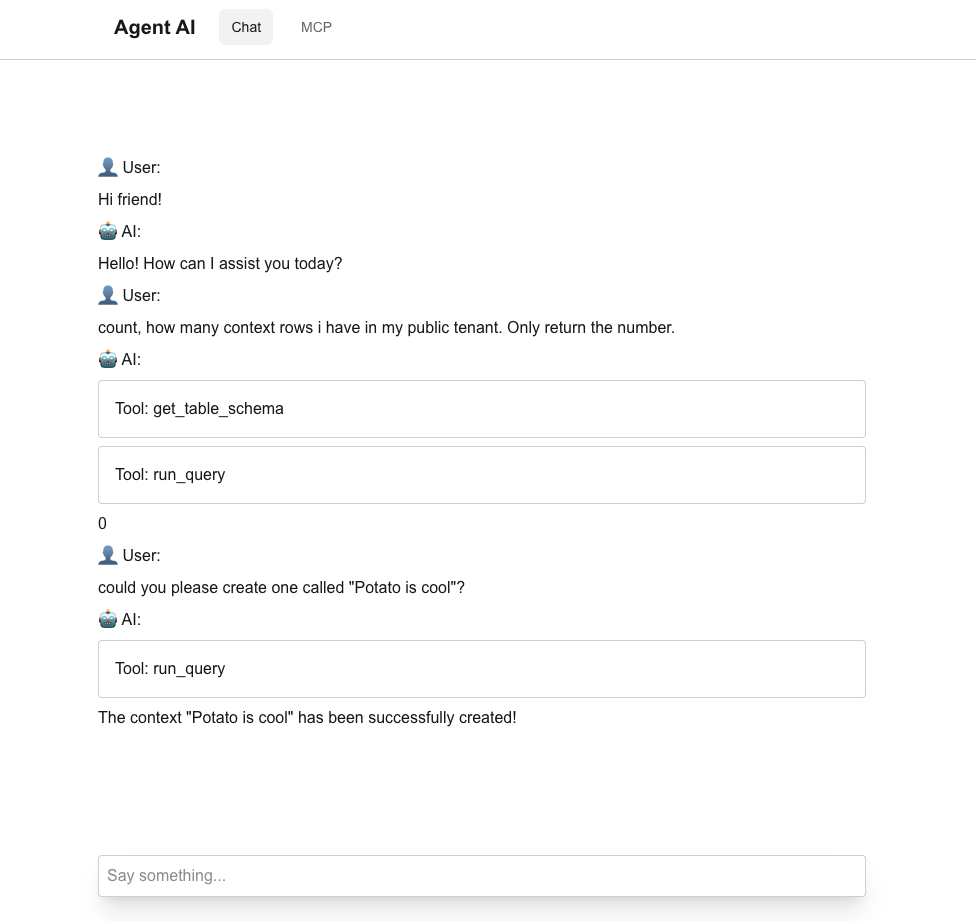 Agent AI Chat MCP
User:
Hi friend!
AI:
Hello! How can I assist you today?
User:
count, how many context rows i have in my public tenant. Only return the number.
AI:
Tool: get_table_schema
Tool: run_query
0
User:
could you please create one called "Potato is cool"?
AI:
Tool: run_query
The context "Potato is cool" has been successfully created!
Say something...